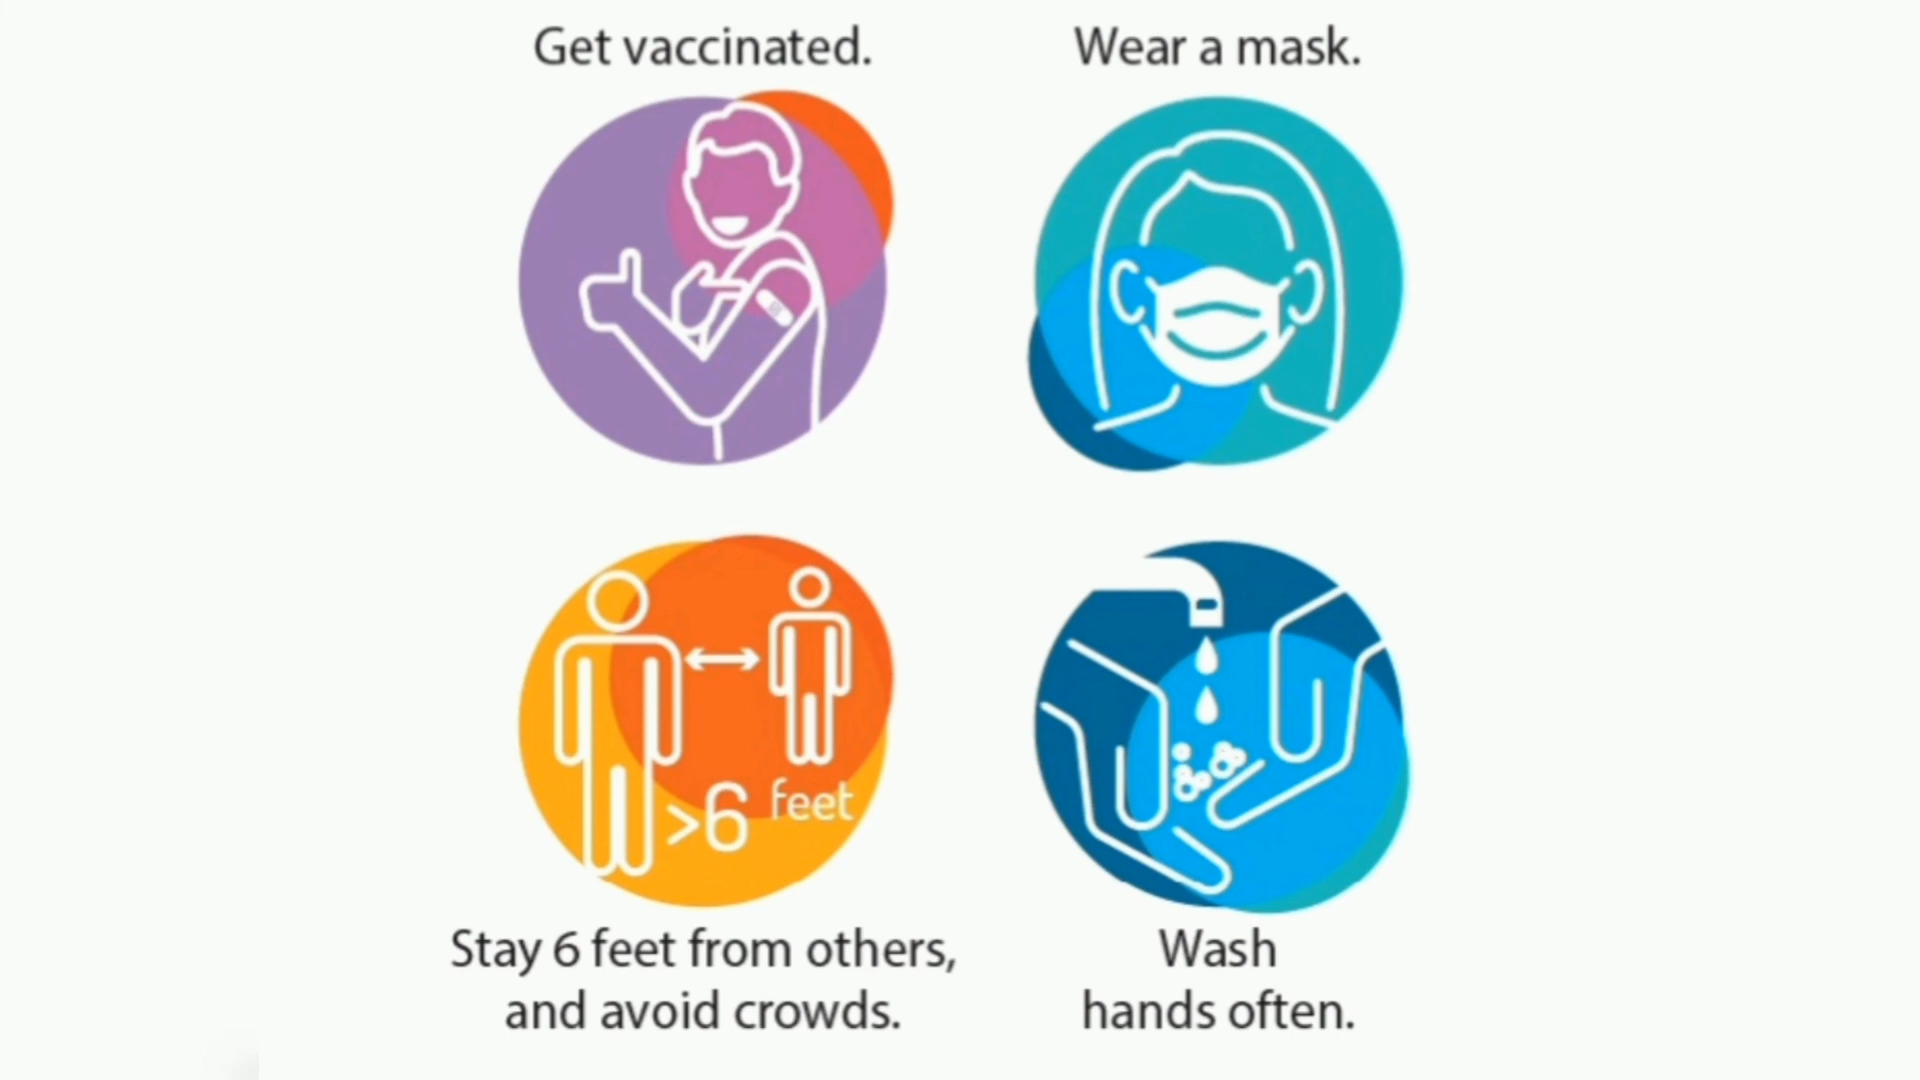 Get vaccinated.
Wear a mask.
>6 feet
Stay 6 feet from others,
and avoid crowds.
Wash
hands often.